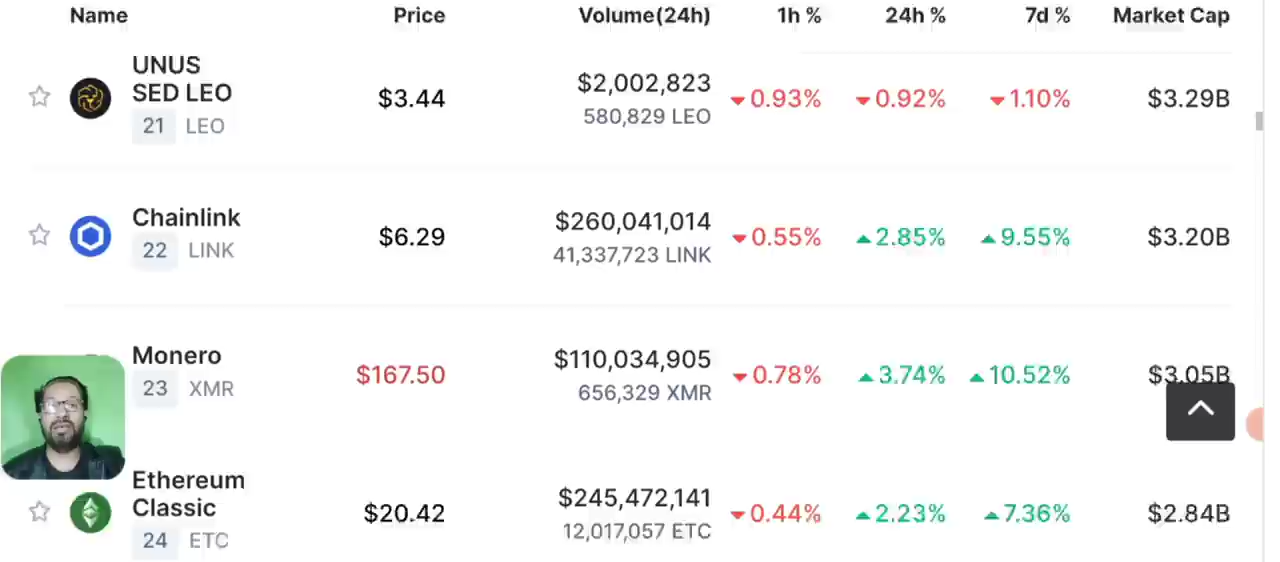 Name Price Volume(24h) 1h % 24h % 7d % Market Cap
UNUS
SED LEO
21 LEO
$3.44
$2,002,823
580,829 LEO
0.93% 0.92% 1.10% $3.29B
Chainlink
22 LINK
$6.29
$260,041,014
41,337,723 LINK
0.55% 2.85% 9.55% $3.20B
Monero
23 XMR
$167.50
$110,034,905
656,329 XMR
0.78% 3.74% 10.52% $3.05B
Ethereum
Classic
24 ETC
$20.42
$245,472,141
12,017,057 ETC
0.44% 2.23% 7.36% $2.84B